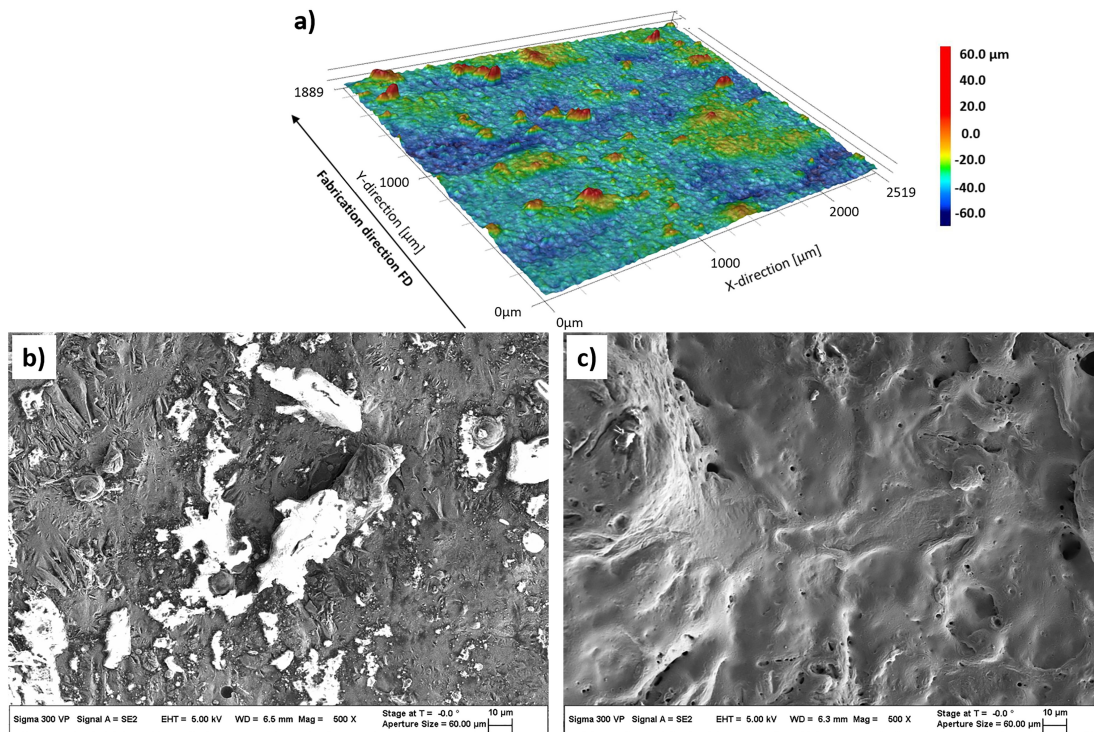 a)
60.0 µm
40.0
20.0
0.0
-20.0
-40.0
-60.0
1889
1000
0µm
Y-direction [µm]
Fabrication direction FD
0µm
1000
2000
2519
X-direction [µm]
b)
Sigma 300 VP Signal A = SE2 EHT = 5.00 kV WD = 6.5 mm Mag = 500 X Stage at T = -0.0 ° 10 µm
Aperture Size = 60.00 µm
c)
Sigma 300 VP Signal A = SE2 EHT = 5.00 kV WD = 6.3 mm Mag = 500 X Stage at T = -0.0 ° 10 µm
Aperture Size = 60.00 µm